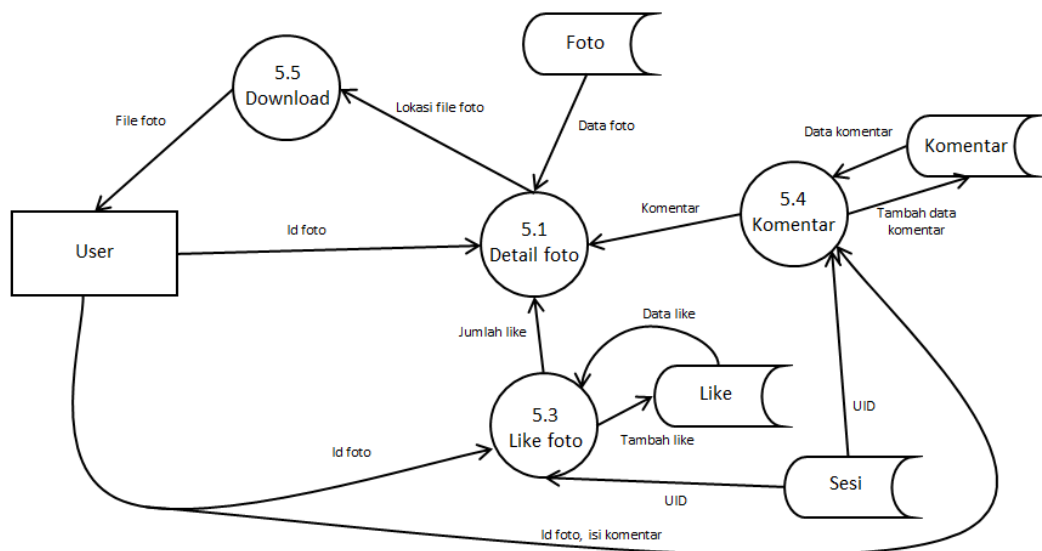 Foto
5.5
Download
Lokasi file foto
File foto
Data foto
Data komentar
Komentar
5.4
Komentar
Tambah data
komentar
Komentar
5.1
Detail foto
User
Id foto
Jumlah like
Data like
Like
5.3
Like foto
Tambah like
UID
Id foto
Sesi
UID
Id foto, isi komentar